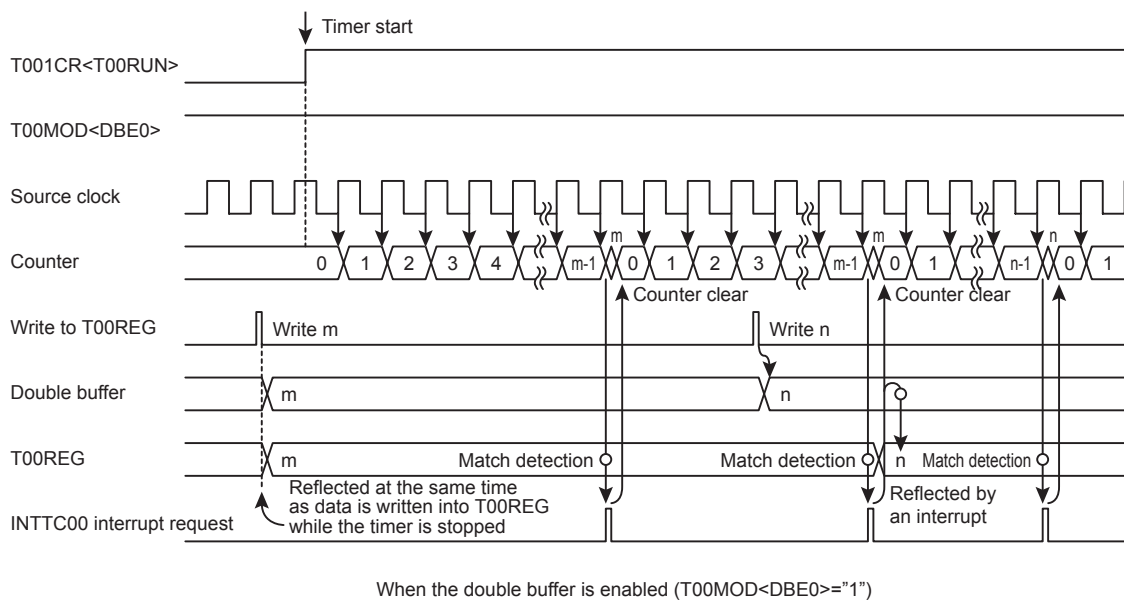 Timer start
T001CR<T00RUN>
T00MOD<DBE0>
Source clock
m m n
Counter 0 1 2 3 4 m-1 0 1 2 3 m-1 0 1 n-1 0 1
Counter clear Counter clear
Write to T00REG Write m Write n
Double buffer m n
T00REG m Match detection Match detection n Match detection
Reflected at the same time
as data is written into T00REG
while the timer is stopped
Reflected by
an interrupt
INTTC00 interrupt request
When the double buffer is enabled (T00MOD<DBE0>=”1”)